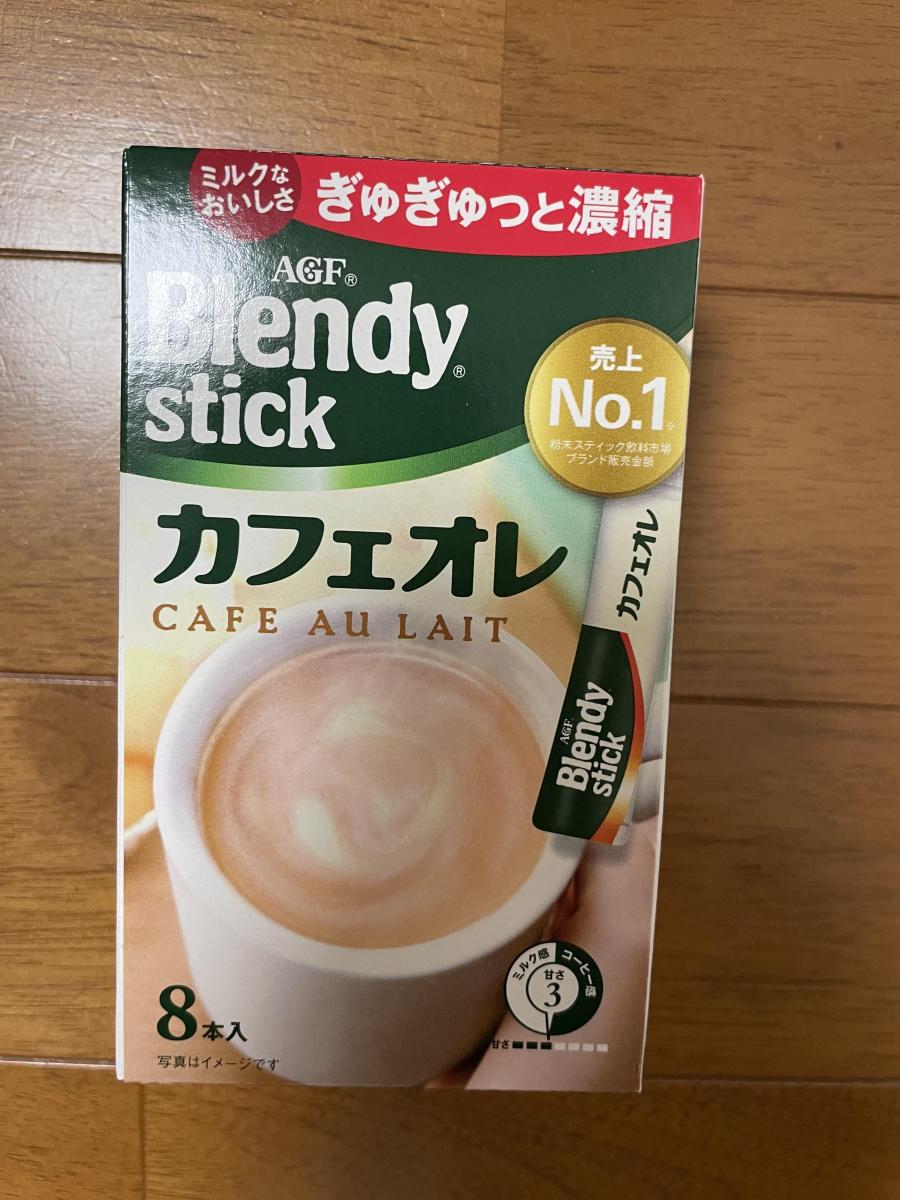 ミルクな
おいしさ
ぎゅぎゅっと濃縮
AGF®
Blendy®
stick
売上
No.1※
粉末スティック飲料市場
ブランド販売金額
カフェオレ
CAFE AU LAIT
カフェオレ
AGF
Blendy
stick
ミルク感
コーヒー感
甘さ
3
甘さ
8本入
写真はイメージです